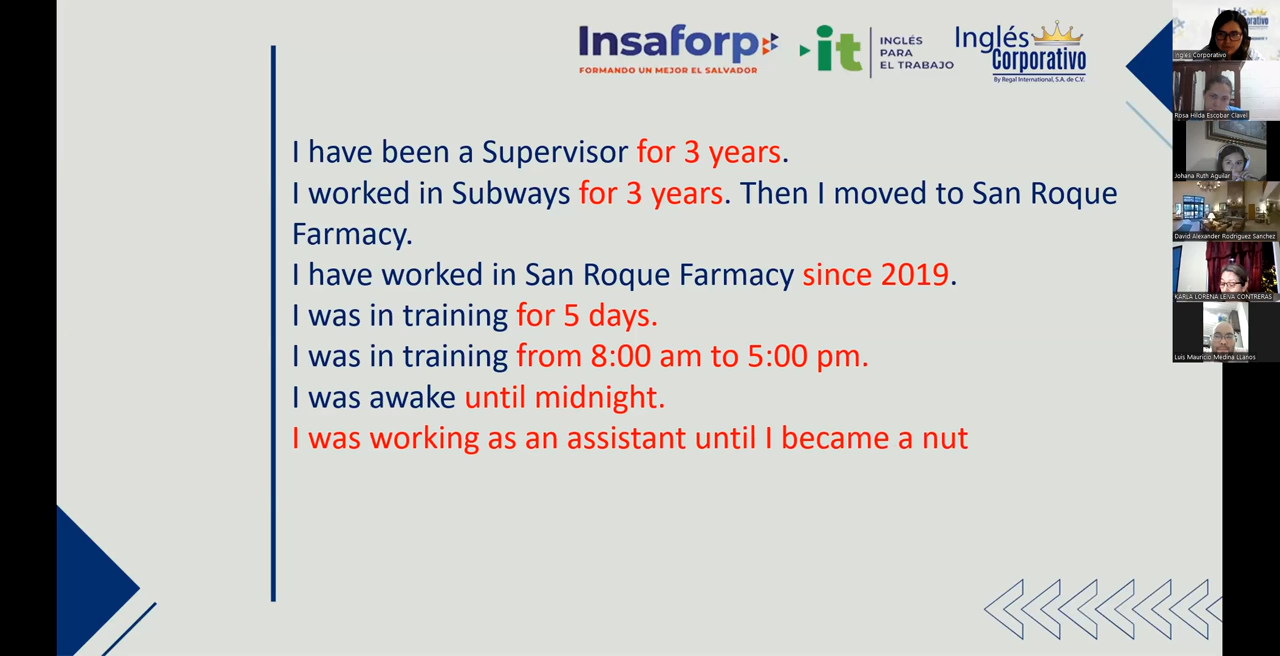 Insaforp
FORMANDO UN MEJOR EL SALVADOR
it
INGLÉS
PARA
EL TRABAJO
Inglés
Corporativo
By Regal International, S.A. de C.V.
I have been a Supervisor for 3 years.
I worked in Subways for 3 years. Then I moved to San Roque
Farmacy.
I have worked in San Roque Farmacy since 2019.
I was in training for 5 days.
I was in training from 8:00 am to 5:00 pm.
I was awake until midnight.
I was working as an assistant until I became a nut
Inglés Corporativo
Rosa Hilda Escobar Clavel
Johana Ruth Aguilar
David Alexander Rodriguez Sanchez
KARLA LORENA LEIVA CONTRERAS
Luis Mauricio Medina LLanos